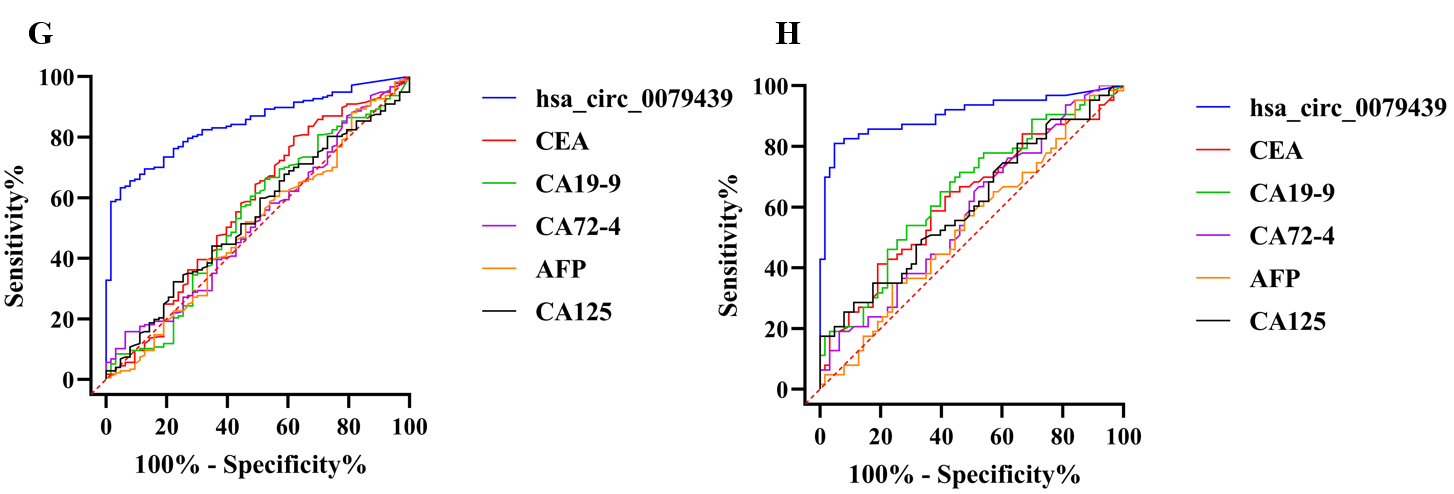 G
100
80
60
40
20
0
Sensitivity%
0 20 40 60 80 100
100% - Specificity%
hsa_circ_0079439
CEA
CA19-9
CA72-4
AFP
CA125
H
100
80
60
40
20
0
Sensitivity%
0 20 40 60 80 100
100% - Specificity%
hsa_circ_0079439
CEA
CA19-9
CA72-4
AFP
CA125